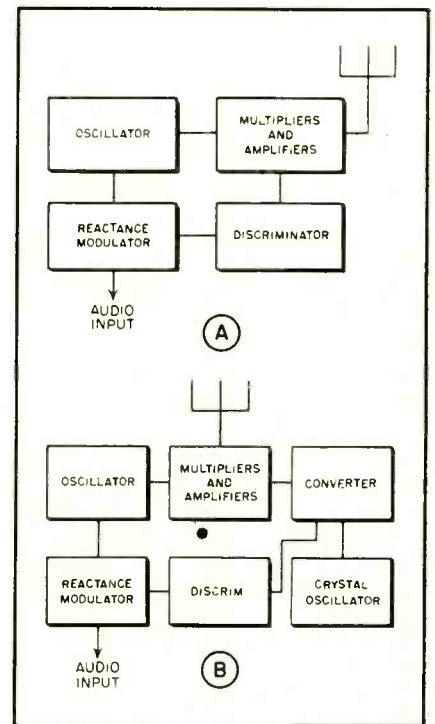 OSCILLATOR
MULTIPLIERS
AND
AMPLIFIERS
REACTANCE
MODULATOR
DISCRIMINATOR
AUDIO
INPUT
A
OSCILLATOR
MULTIPLIERS
AND
AMPLIFIERS
CONVERTER
REACTANCE
MODULATOR
DISCRIM
CRYSTAL
OSCILLATOR
AUDIO
INPUT
B